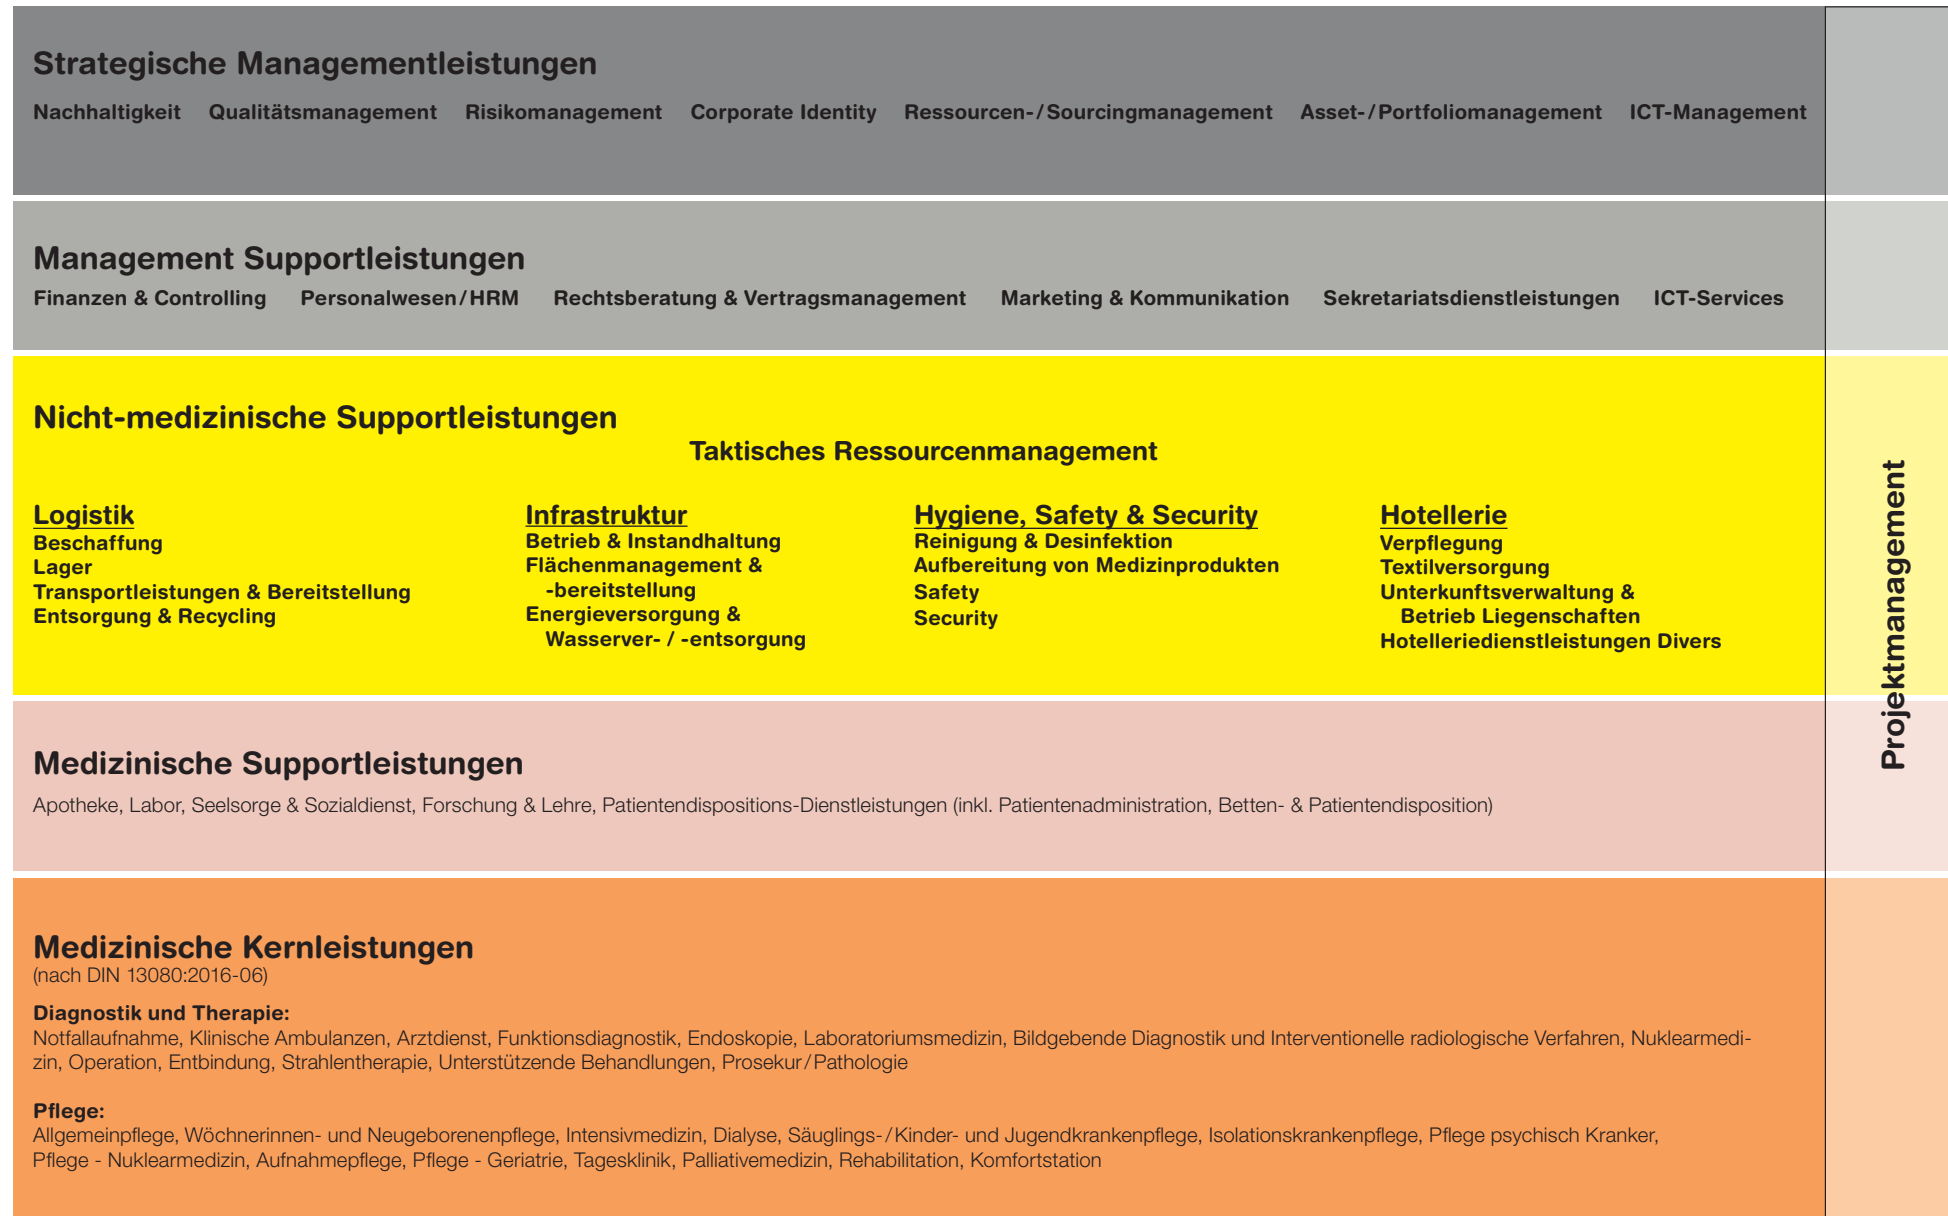 Strategische Managementleistungen
Nachhaltigkeit Qualitätsmanagement Risikomanagement Corporate Identity Ressourcen-/Sourcingmanagement Asset-/Portfoliomanagement ICT-Management
Management Supportleistungen
Finanzen & Controlling Personalwesen/HRM Rechtsberatung & Vertragsmanagement Marketing & Kommunikation Sekretariatsdienstleistungen ICT-Services
Nicht-medizinische Supportleistungen
Taktisches Ressourcenmanagement
Logistik
Beschaffung
Lager
Transportleistungen & Bereitstellung
Entsorgung & Recycling
Infrastruktur
Betrieb & Instandhaltung
Flächenmanagement &
-bereitstellung
Energieversorgung &
Wasserver- / -entsorgung
Hygiene, Safety & Security
Reinigung & Desinfektion
Aufbereitung von Medizinprodukten
Safety
Security
Hotellerie
Verpflegung
Textilversorgung
Unterkunftsverwaltung &
Betrieb Liegenschaften
Hotelleriedienstleistungen Divers
Medizinische Supportleistungen
Apotheke, Labor, Seelsorge & Sozialdienst, Forschung & Lehre, Patientendispositions-Dienstleistungen (inkl. Patientenadministration, Betten- & Patientendisposition)
Medizinische Kernleistungen
(nach DIN 13080:2016-06)
Diagnostik und Therapie:
Notfallaufnahme, Klinische Ambulanzen, Arztdienst, Funktionsdiagnostik, Endoskopie, Laboratoriumsmedizin, Bildgebende Diagnostik und Interventionelle radiologische Verfahren, Nuklearmedi-
zin, Operation, Entbindung, Strahlentherapie, Unterstützende Behandlungen, Prosekur/Pathologie
Pflege:
Allgemeinpflege, Wöchnerinnen- und Neugeborenenpflege, Intensivmedizin, Dialyse, Säuglings-/Kinder- und Jugendkrankenpflege, Isolationskrankenpflege, Pflege psychisch Kranker,
Pflege - Nuklearmedizin, Aufnahmepflege, Pflege - Geriatrie, Tagesklinik, Palliativemedizin, Rehabilitation, Komfortstation
Projektmanagement